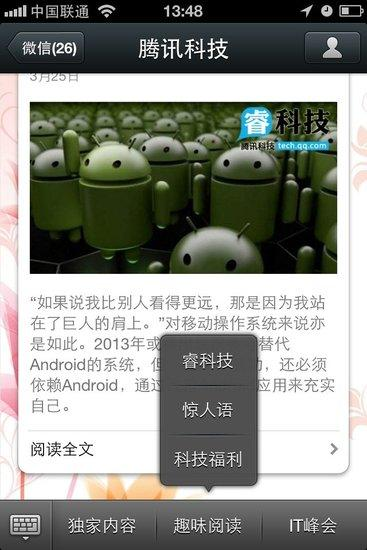 中国联通
13:48
微信(26)
腾讯科技
3月25日
睿科技
腾讯科技 tech.qq.com
“如果说我比别人看得更远，那是因为我站
在了巨人的肩上。”对移动操作系统来说亦
是如此。2013年或 替代
Android的系统，但 功，还必须
依赖Android，通过 应用来充实
自己。
阅读全文
睿科技
惊人语
科技福利
独家内容
趣味阅读
IT峰会